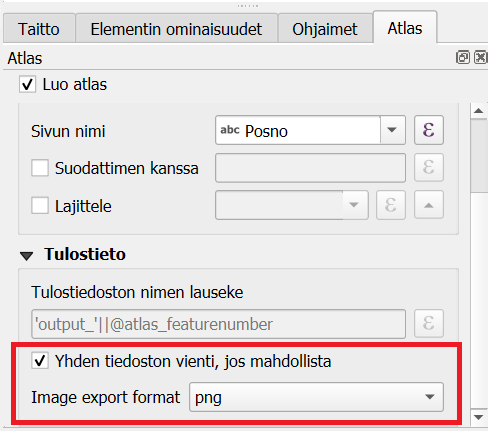 Taitto Elementin ominaisuudet Ohjaimet Atlas
Atlas
Luo atlas
Sivun nimi abc Posno ε
Suodattimen kanssa ε
Lajittele ε
Tulostieto
Tulostiedoston nimen lauseke
'output_'||@atlas_featurenumber ε
Yhden tiedoston vienti, jos mahdollista
Image export format png